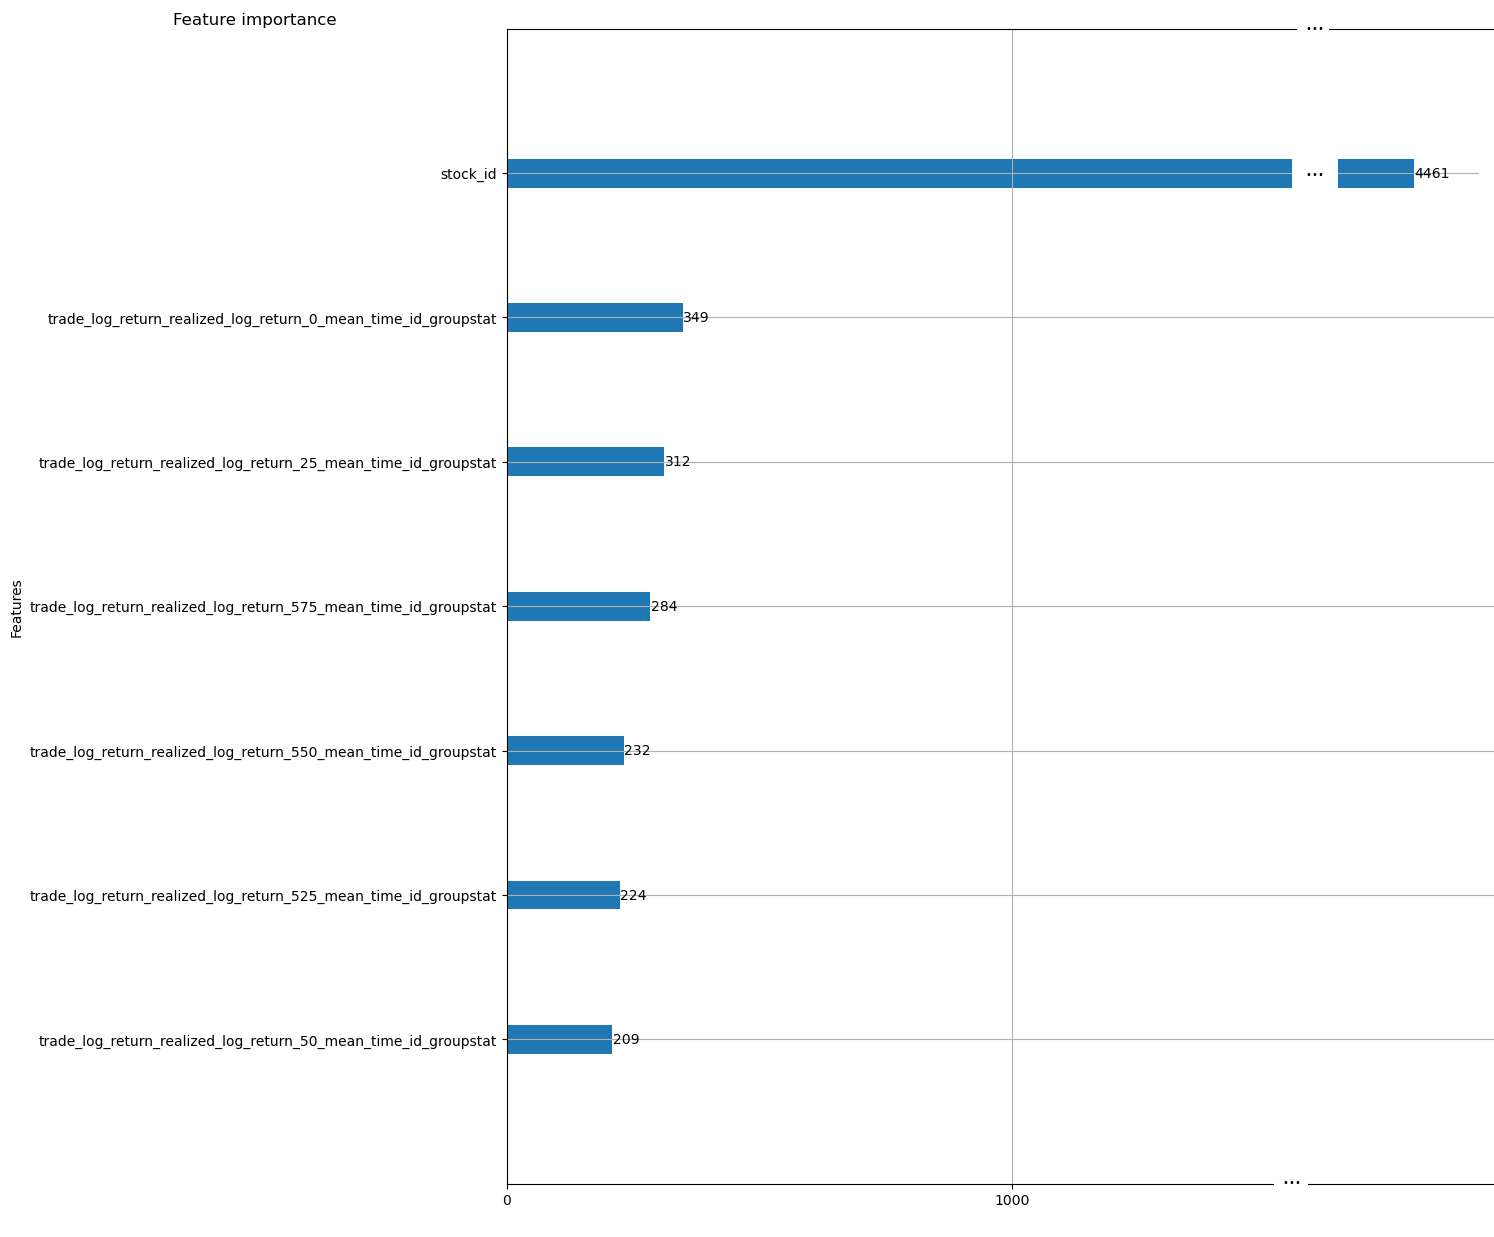 Feature importance
...
stock_id
... 4461
trade_log_return_realized_log_return_0_mean_time_id_groupstat
349
trade_log_return_realized_log_return_25_mean_time_id_groupstat
312
trade_log_return_realized_log_return_575_mean_time_id_groupstat
284
Features
trade_log_return_realized_log_return_550_mean_time_id_groupstat
232
trade_log_return_realized_log_return_525_mean_time_id_groupstat
224
trade_log_return_realized_log_return_50_mean_time_id_groupstat
209
...
0
1000